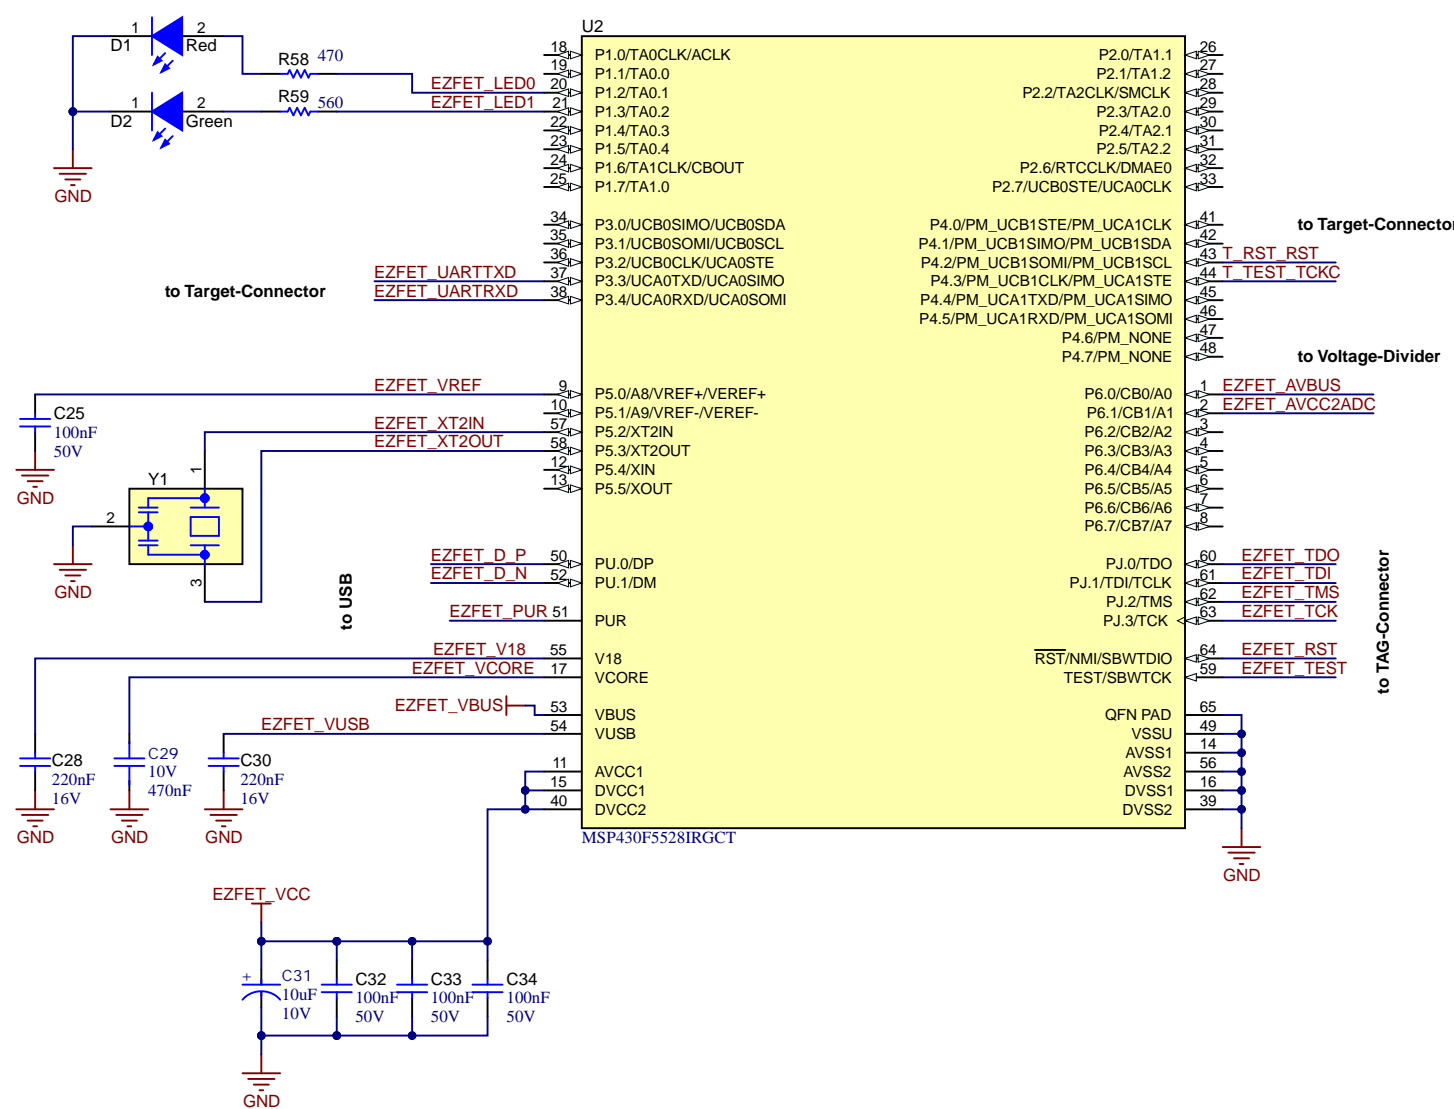 U2
1
2
D1
Red
R58 470
R59 560
1
2
D2
Green
GND
EZFET_LED0
EZFET_LED1
18 P1.0/TA0CLK/ACLK
19 P1.1/TA0.0
20 P1.2/TA0.1
21 P1.3/TA0.2
22 P1.4/TA0.3
23 P1.5/TA0.4
24 P1.6/TA1CLK/CBOUT
25 P1.7/TA1.0
P2.0/TA1.1 26
P2.1/TA1.2 27
P2.2/TA2CLK/SMCLK 28
P2.3/TA2.0 29
P2.4/TA2.1 30
P2.5/TA2.2 31
P2.6/RTCCLK/DMAE0 32
P2.7/UCB0STE/UCA0CLK 33
to Target-Connector
EZFET_UARTTXD
EZFET_UARTRXD
34 P3.0/UCB0SIMO/UCB0SDA
35 P3.1/UCB0SOMI/UCB0SCL
36 P3.2/UCB0CLK/UCA0STE
37 P3.3/UCA0TXD/UCA0SIMO
38 P3.4/UCA0RXD/UCA0SOMI
P4.0/PM_UCB1STE/PM_UCA1CLK 41
P4.1/PM_UCB1SIMO/PM_UCB1SDA 42
P4.2/PM_UCB1SOMI/PM_UCB1SCL 43 T_RST_RST
P4.3/PM_UCB1CLK/PM_UCA1STE 44 T_TEST_TCKC
P4.4/PM_UCA1TXD/PM_UCA1SIMO 45
P4.5/PM_UCA1RXD/PM_UCA1SOMI 46
P4.6/PM_NONE 47
P4.7/PM_NONE 48
to Target-Connector
to Voltage-Divider
EZFET_VREF 9 P5.0/A8/VREF+/VEREF+
10 P5.1/A9/VREF-/VEREF-
EZFET_XT2IN 57 P5.2/XT2IN
EZFET_XT2OUT 58 P5.3/XT2OUT
12 P5.4/XIN
13 P5.5/XOUT
P6.0/CB0/A0 1 EZFET_AVBUS
P6.1/CB1/A1 2 EZFET_AVCC2ADC
P6.2/CB2/A2 3
P6.3/CB3/A3 4
P6.4/CB4/A4 5
P6.5/CB5/A5 6
P6.6/CB6/A6 7
P6.7/CB7/A7 8
C25
100nF
50V
GND
Y1
1
2
3
GND
to USB
EZFET_D_P 50 PU.0/DP
EZFET_D_N 52 PU.1/DM
EZFET_PUR 51 PUR
PJ.0/TDO 60 EZFET_TDO
PJ.1/TDI/TCLK 61 EZFET_TDI
PJ.2/TMS 62 EZFET_TMS
PJ.3/TCK 63 EZFET_TCK
RST/NMI/SBWTDIO 64 EZFET_RST
TEST/SBWTCK 59 EZFET_TEST
to TAG-Connector
EZFET_V18 55 V18
EZFET_VCORE 17 VCORE
EZFET_VBUS 53 VBUS
EZFET_VUSB 54 VUSB
11 AVCC1
15 DVCC1
40 DVCC2
QFN PAD 65
VSSU 49
AVSS1 14
AVSS2 56
DVSS1 16
DVSS2 39
GND
C28
220nF
16V
GND
C29
10V
470nF
GND
C30
220nF
16V
GND
MSP430F5528IRGCT
EZFET_VCC
+
C31
10uF
10V
C32
100nF
50V
C33
100nF
50V
C34
100nF
50V
GND